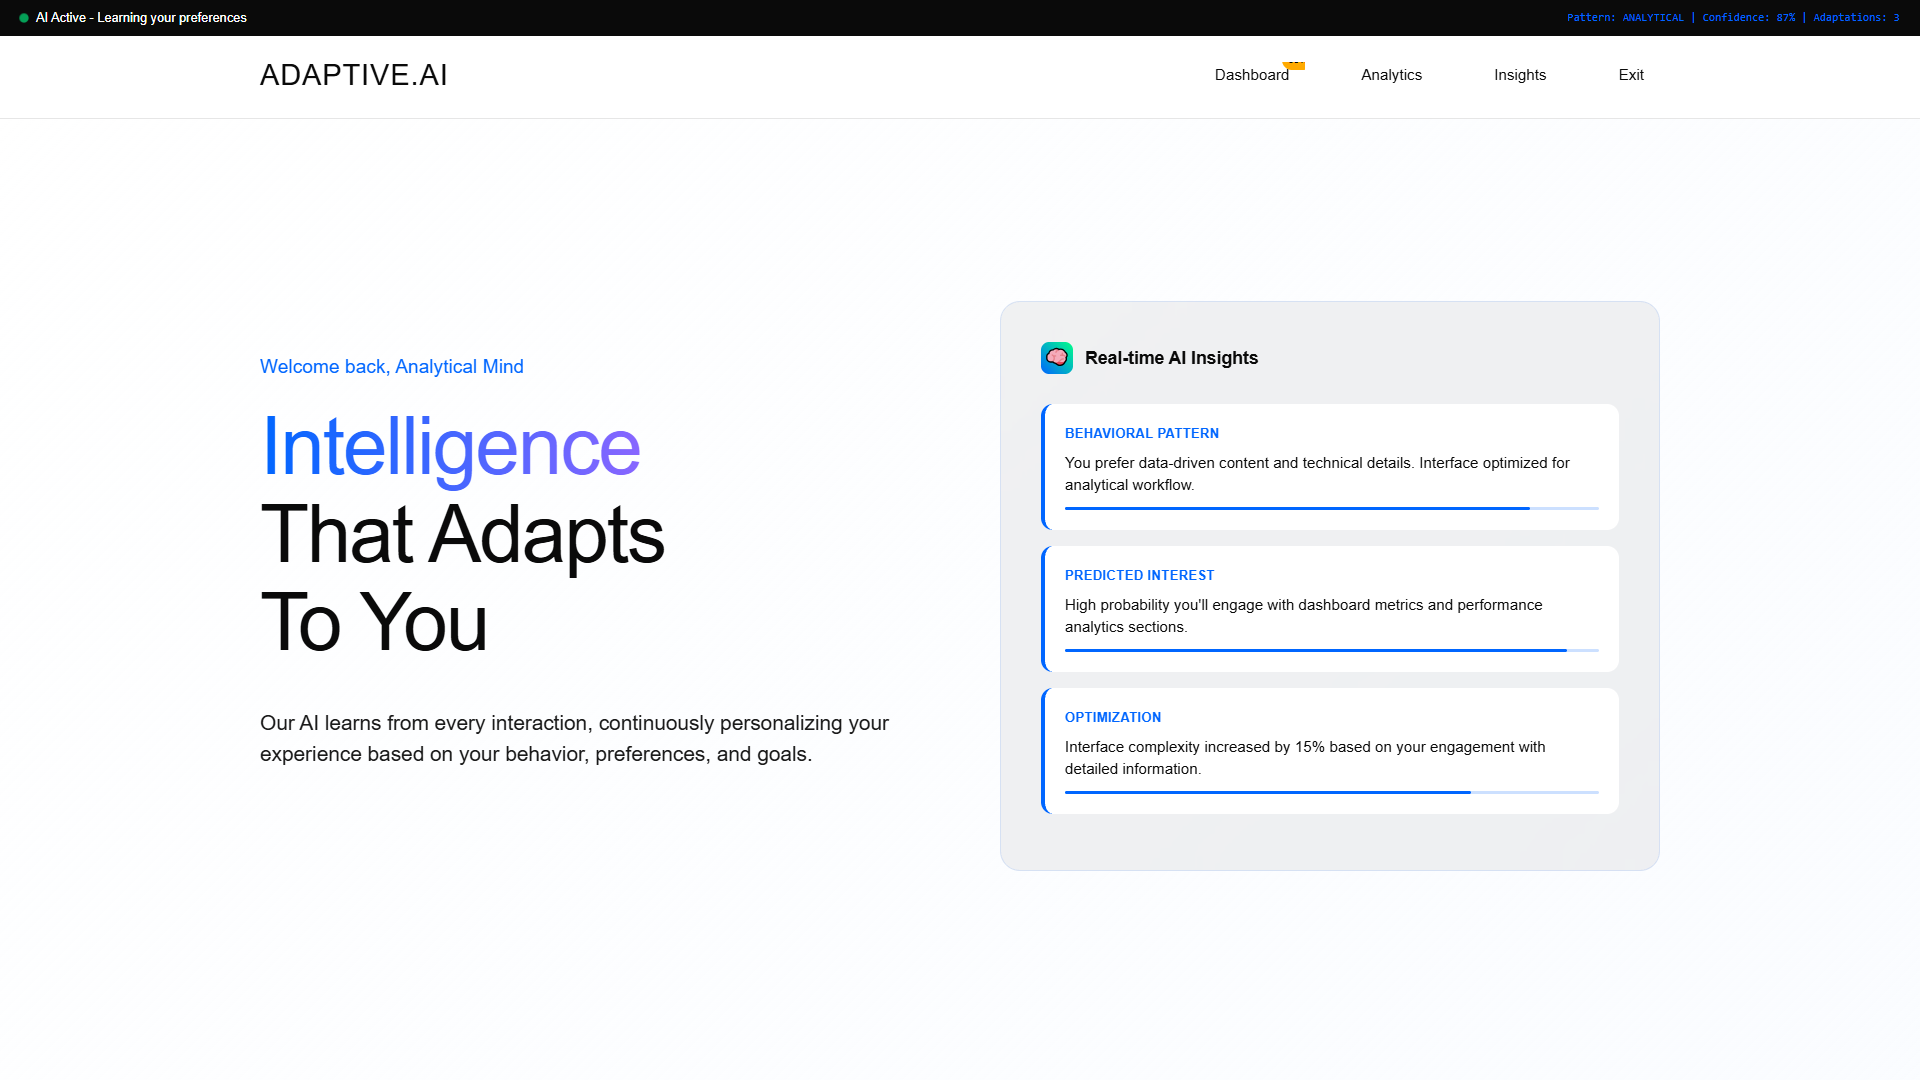 AI Active - Learning your preferences
Pattern: ANALYTICAL | Confidence: 87% | Adaptations: 3
ADAPTIVE.AI
Dashboard
Analytics
Insights
Exit
Welcome back, Analytical Mind
Intelligence
That Adapts
To You
Our AI learns from every interaction, continuously personalizing your
experience based on your behavior, preferences, and goals.
Real-time AI Insights
BEHAVIORAL PATTERN
You prefer data-driven content and technical details. Interface optimized for
analytical workflow.
PREDICTED INTEREST
High probability you'll engage with dashboard metrics and performance
analytics sections.
OPTIMIZATION
Interface complexity increased by 15% based on your engagement with
detailed information.